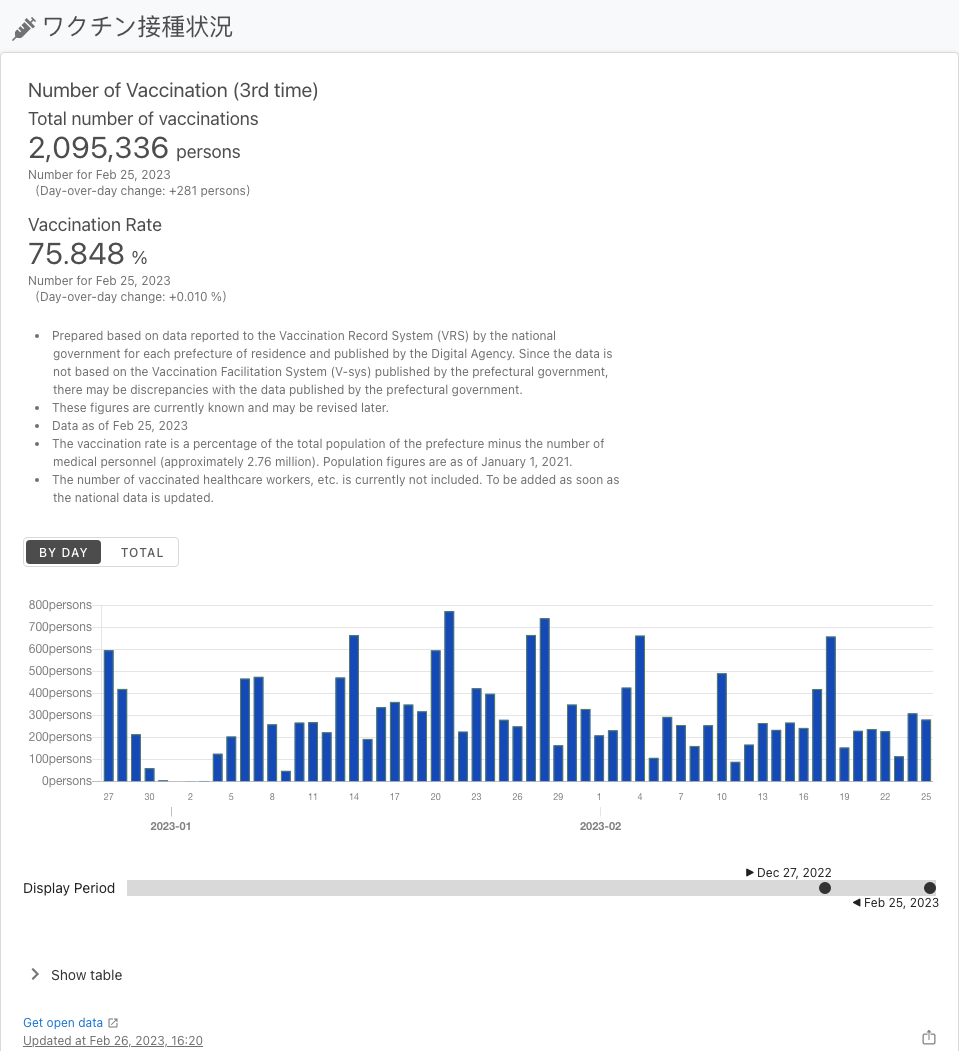 ワクチン接種状況
Number of Vaccination (3rd time)
Total number of vaccinations
2,095,336 persons
Number for Feb 25, 2023
(Day-over-day change: +281 persons)
Vaccination Rate
75.848 %
Number for Feb 25, 2023
(Day-over-day change: +0.010 %)
• Prepared based on data reported to the Vaccination Record System (VRS) by the national
government for each prefecture of residence and published by the Digital Agency. Since the data is
not based on the Vaccination Facilitation System (V-sys) published by the prefectural government,
there may be discrepancies with the data published by the prefectural government.
• These figures are currently known and may be revised later.
• Data as of Feb 25, 2023
• The vaccination rate is a percentage of the total population of the prefecture minus the number of
medical personnel (approximately 2.76 million). Population figures are as of January 1, 2021.
• The number of vaccinated healthcare workers, etc. is currently not included. To be added as soon as
the national data is updated.
BY DAY TOTAL
800persons
700persons
600persons
500persons
400persons
300persons
200persons
100persons
0persons
27 30 2 5 8 11 14 17 20 23 26 29 1 4 7 10 13 16 19 22 25
2023-01 2023-02
▶ Dec 27, 2022
Display Period
◀ Feb 25, 2023
Show table
Get open data
Updated at Feb 26, 2023, 16:20